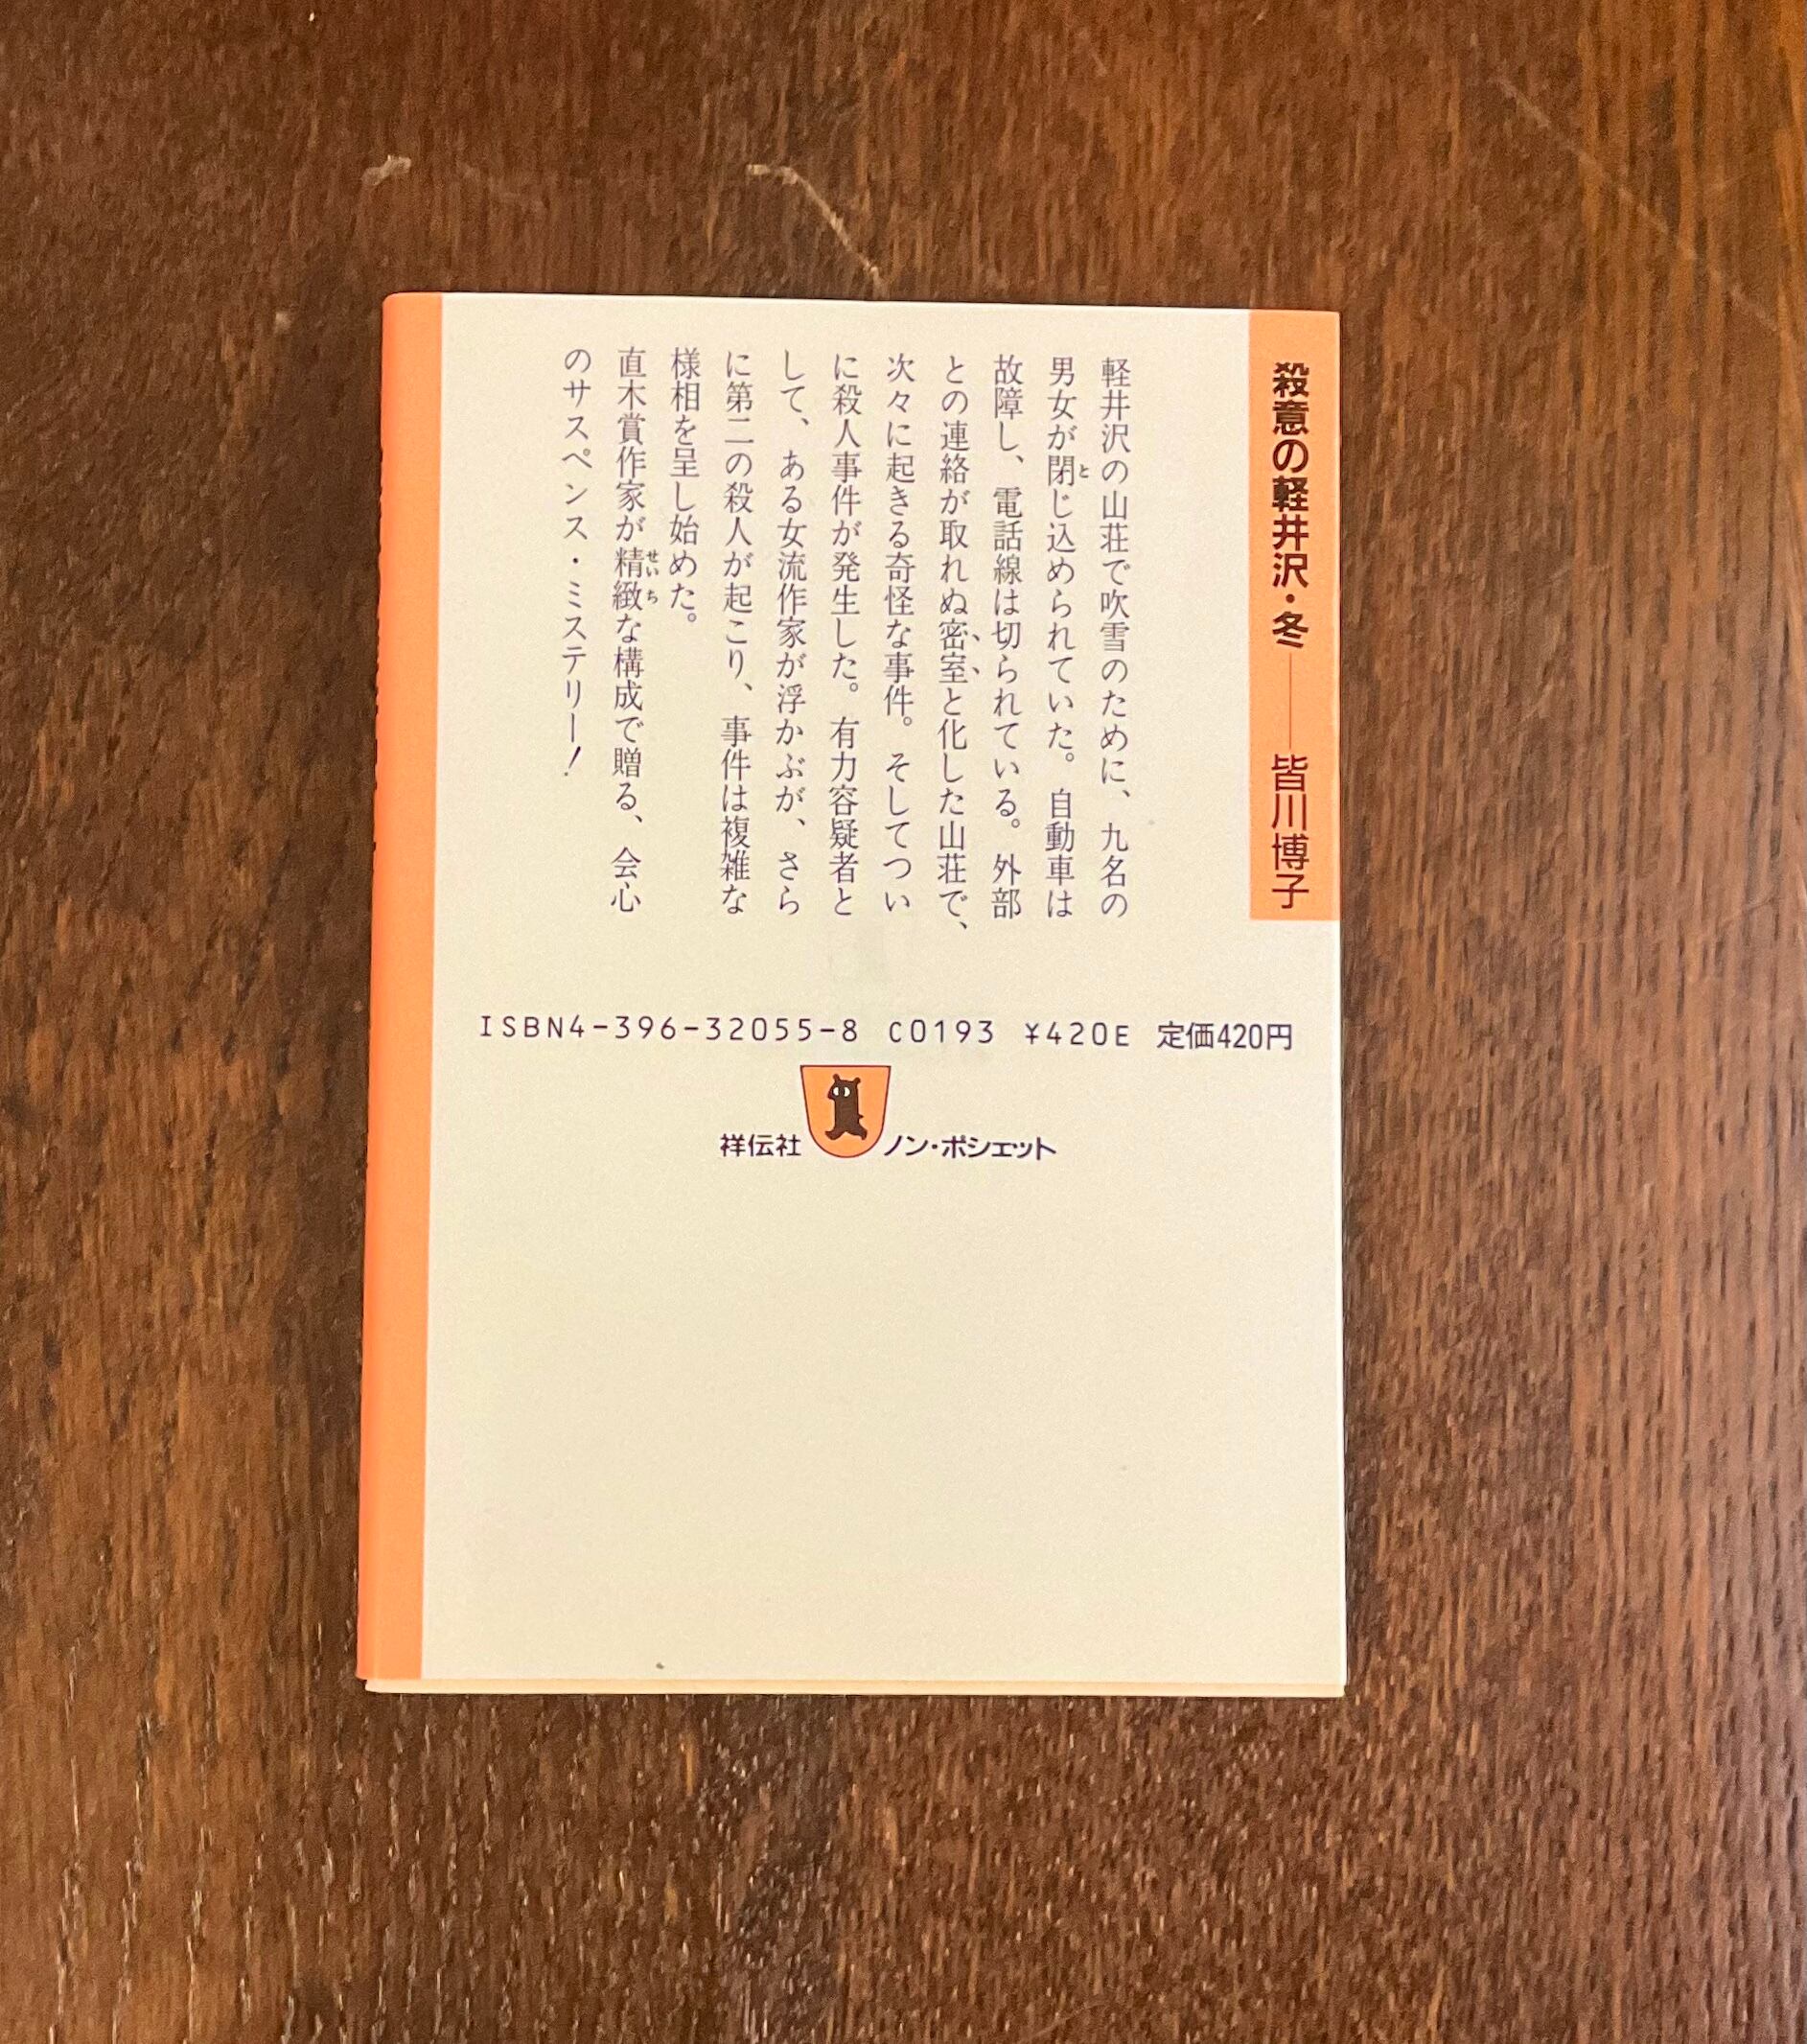 殺意の軽井沢・冬――皆川博子
軽井沢の山荘で吹雪のために、九名の
男女が閉じ込められていた。自動車は
故障し、電話線は切られている。外部
との連絡が取れぬ密室と化した山荘で、
次々に起きる奇怪な事件。そしてつい
に殺人事件が発生した。有力容疑者と
して、ある女流作家が浮かぶが、さら
に第二の殺人が起こり、事件は複雑な
様相を呈し始めた。
直木賞作家が精緻な構成で贈る、会心
のサスペンス・ミステリー！
ISBN4-396-32055-8 C0193 ¥420E 定価420円
祥伝社 ノン・ポシェット